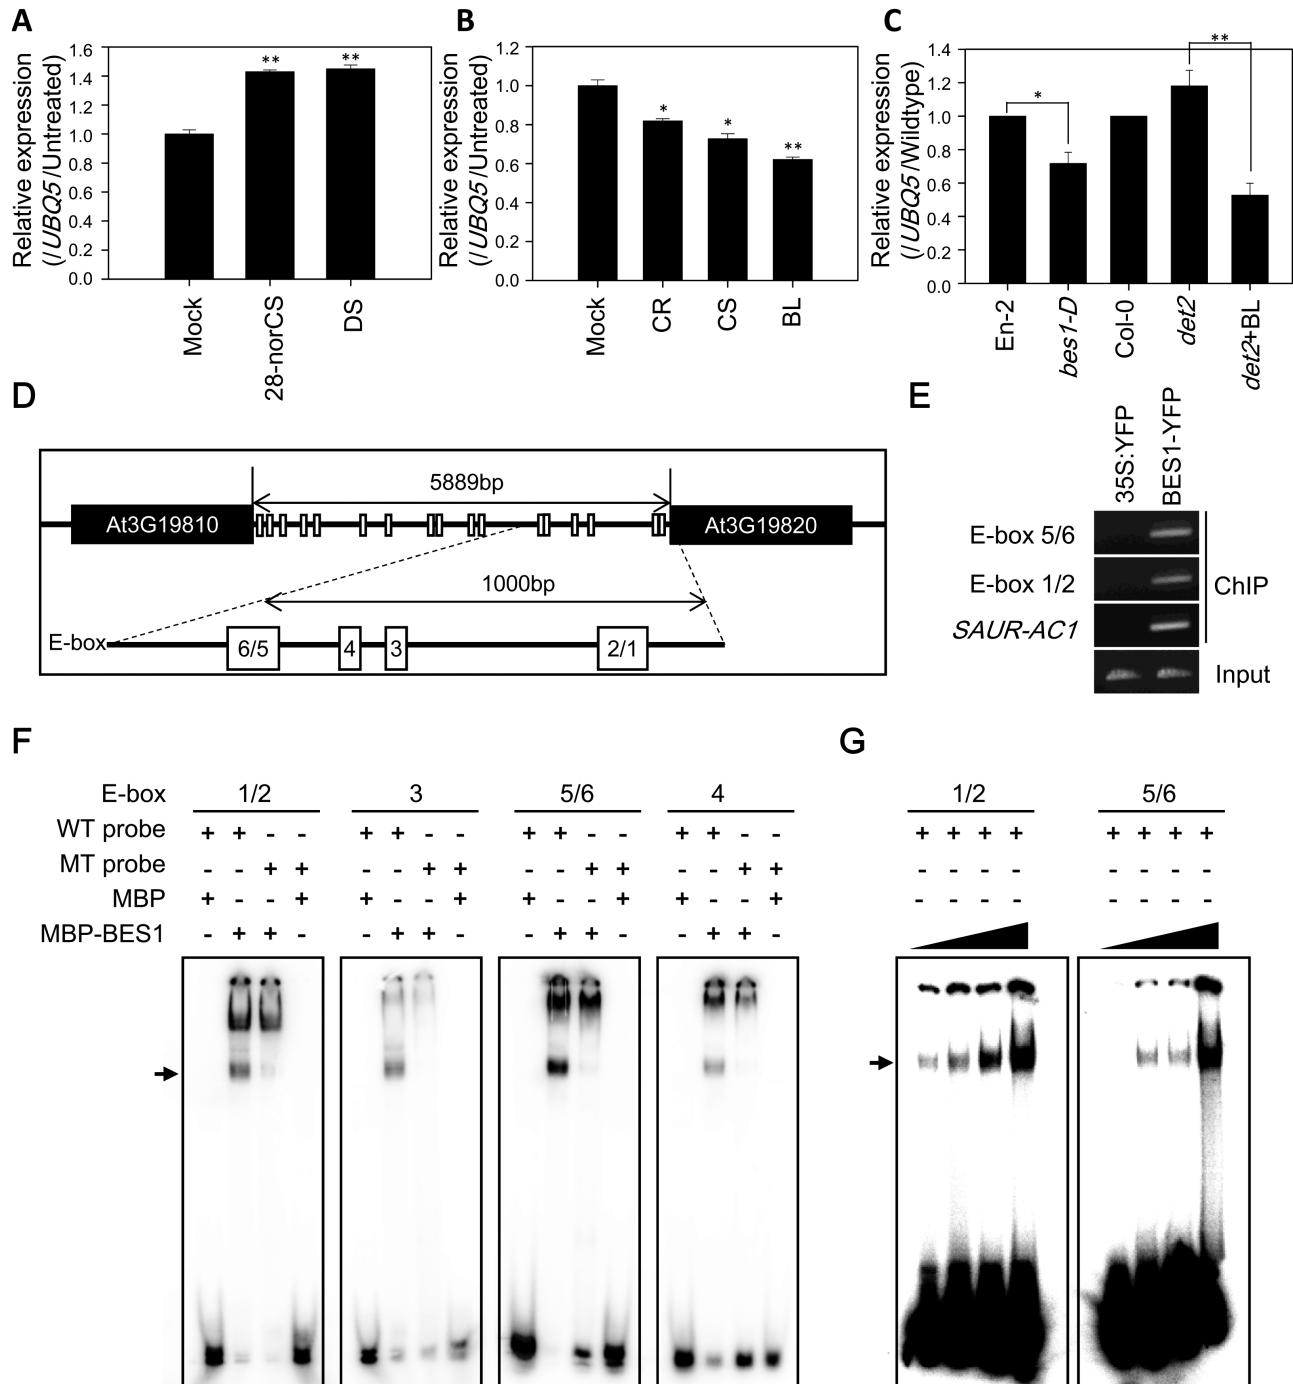 A
Relative expression
(/UBQ5/Untreated)
1.6
1.4
1.2
1.0
0.8
0.6
0.4
0.2
0.0
**
**
Mock
28-norCS
DS
B
Relative expression
(/UBQ5/Untreated)
1.2
1.0
0.8
0.6
0.4
0.2
0.0
*
*
**
Mock
CR
CS
BL
C
Relative expression
(/UBQ5/Wildtype)
1.4
1.2
1.0
0.8
0.6
0.4
0.2
0.0
*
**
En-2
bes1-D
Col-0
det2
det2+BL
D
5889bp
At3G19810
At3G19820
1000bp
E-box
6/5
4
3
2/1
E
35S:YFP
BES1-YFP
E-box 5/6
E-box 1/2
SAUR-AC1
ChIP
Input
F
E-box 1/2 3 5/6 4
WT probe + + - - + + - - + + - - + + - -
MT probe - - + + - - + + - - + + - - + +
MBP + - - + + - - + + - - + + - - +
MBP-BES1 - + + - - + + - - + + - - + + -
G
1/2 5/6
+ + + + + + + +
- - - - - - - -
- - - - - - - -